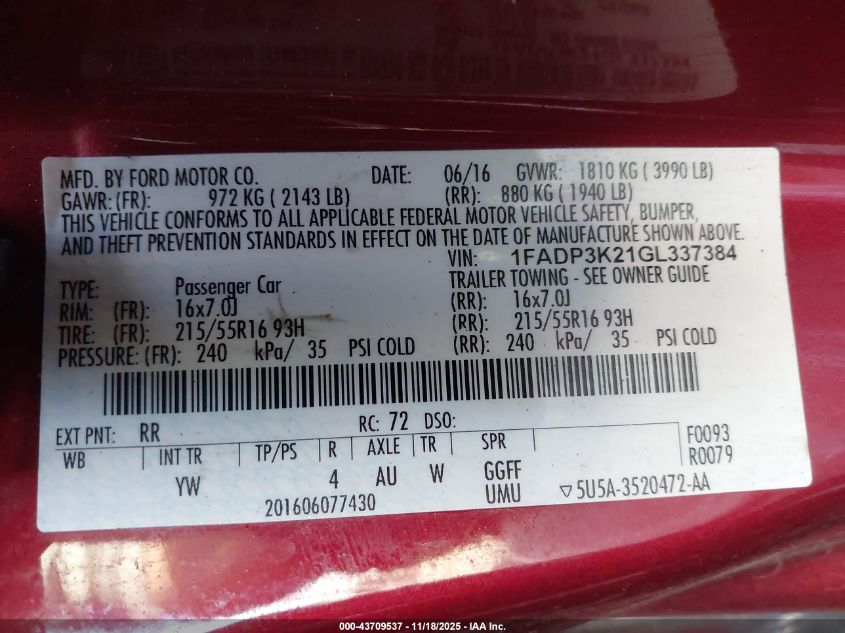 MFD. BY FORD MOTOR CO. DATE: 06/16 GVWR: 1810 KG ( 3990 LB)
GAWR: (FR): 972 KG ( 2143 LB) (RR): 880 KG ( 1940 LB)
THIS VEHICLE CONFORMS TO ALL APPLICABLE FEDERAL MOTOR VEHICLE SAFETY, BUMPER,
AND THEFT PREVENTION STANDARDS IN EFFECT ON THE DATE OF MANUFACTURE SHOWN ABOVE.
VIN: 1FADP3K21GL337384
TYPE: Passenger Car TRAILER TOWING - SEE OWNER GUIDE
RIM: (FR): 16x7.0J (RR): 16x7.0J
TIRE: (FR): 215/55R16 93H (RR): 215/55R16 93H
PRESSURE: (FR): 240 kPa/ 35 PSI COLD (RR): 240 kPa/ 35 PSI COLD
EXT PNT: RR RC: 72 DSO: F0093
WB INT TR TP/PS R AXLE TR SPR R0079
YW 4 AU W GGFF
201606077430 UMU ▽ 5U5A-3520472-AA
000-43709537 - 11/18/2025 - IAA Inc.